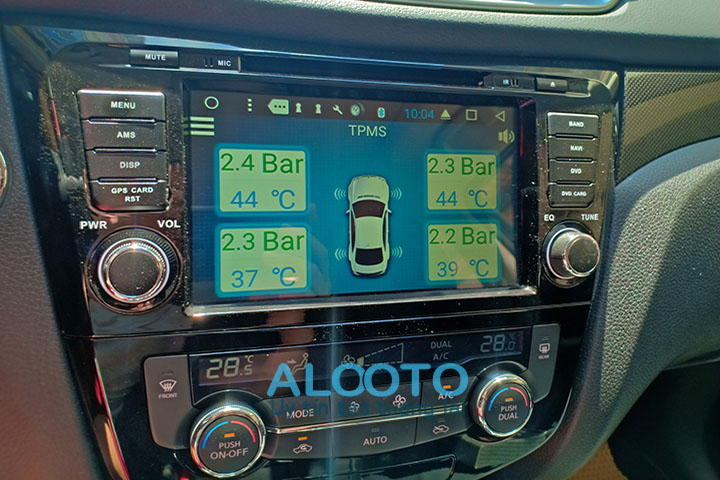 MUTE
MIC
IR
MENU
AMS
DISP
GPS CARD
RST
PWR VOL
10:04
TPMS
2.4 Bar
44 ℃
2.3 Bar
44 ℃
2.3 Bar
37 ℃
2.2 Bar
39 ℃
BAND
NAVI
DVD
DVD CARD
EQ TUNE
28.5 ℃
DUAL
A/C
28.0 ℃
FRONT
REAR
ALOOTO
MODE
A/C
AUTO
PUSH
ON-OFF
PUSH
DUAL